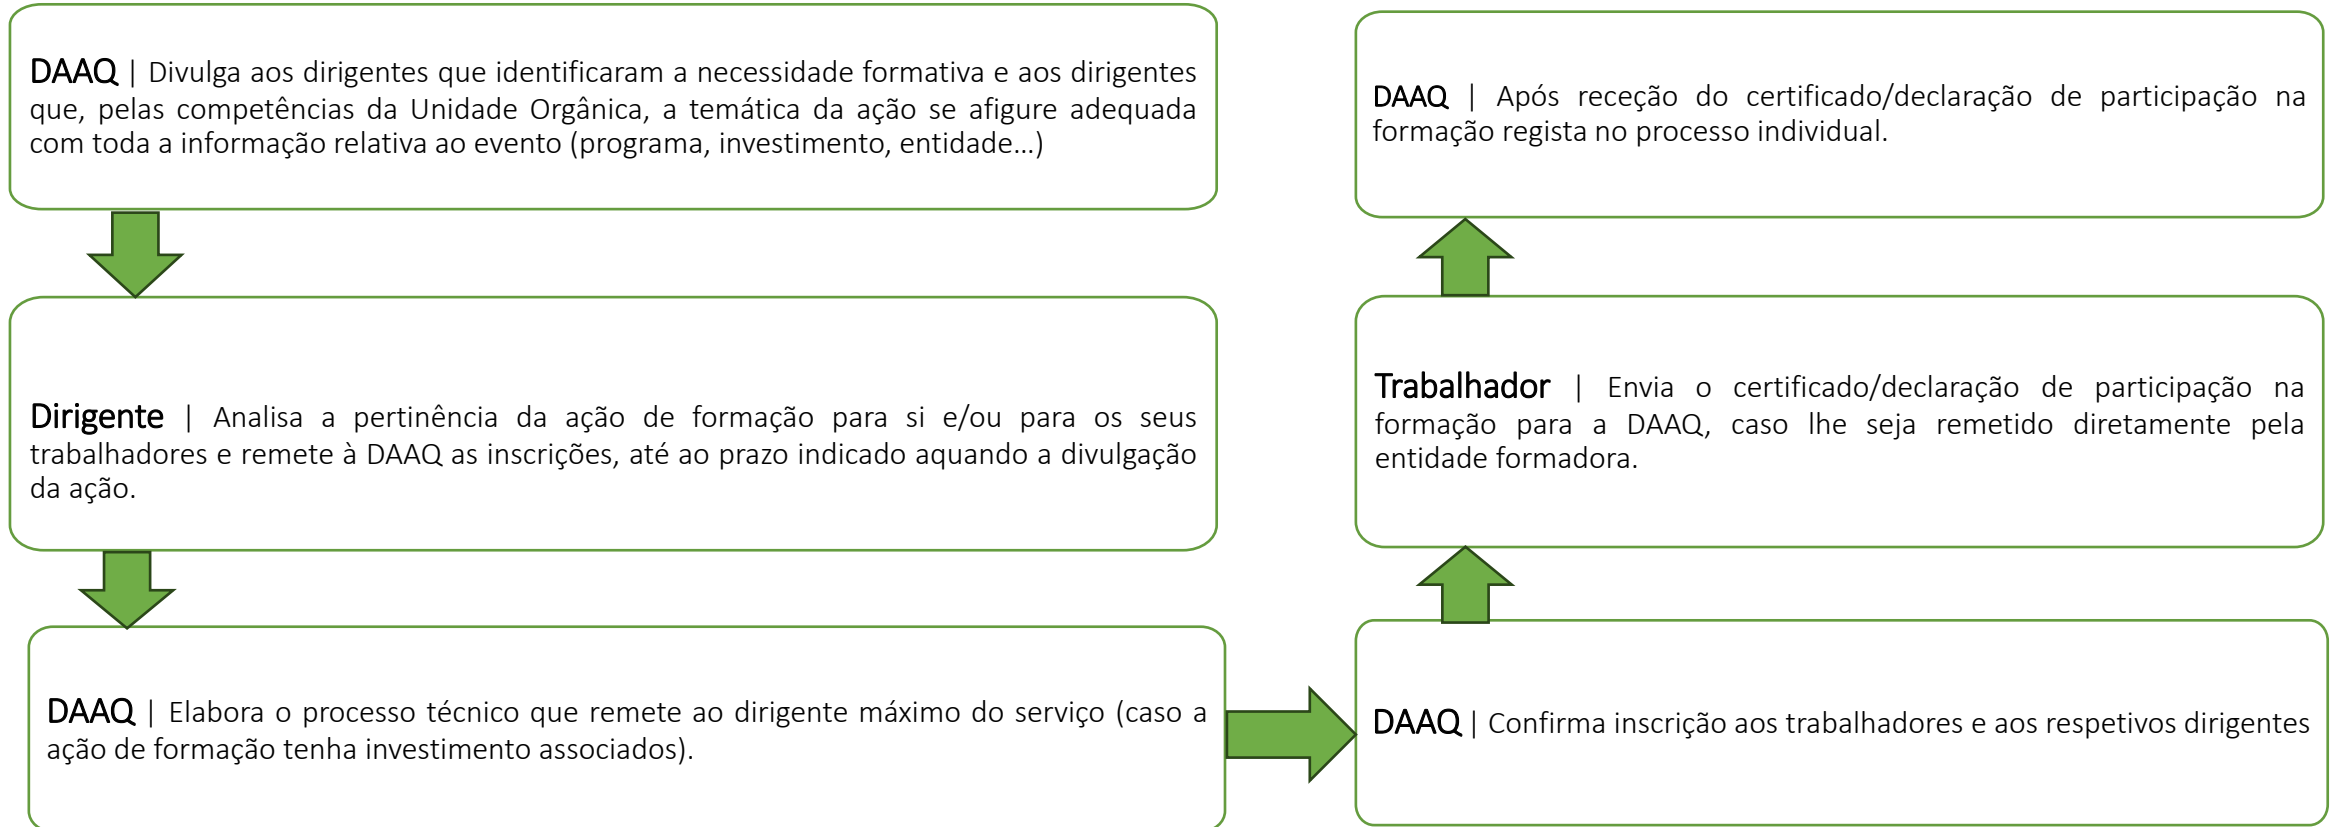 DAAQ | Divulga aos dirigentes que identificaram a necessidade formativa e aos dirigentes
que, pelas competências da Unidade Orgânica, a temática da ação se afigure adequada
com toda a informação relativa ao evento (programa, investimento, entidade…)
Dirigente | Analisa a pertinência da ação de formação para si e/ou para os seus
trabalhadores e remete à DAAQ as inscrições, até ao prazo indicado aquando a divulgação
da ação.
DAAQ | Elabora o processo técnico que remete ao dirigente máximo do serviço (caso a
ação de formação tenha investimento associados).
DAAQ | Confirma inscrição aos trabalhadores e aos respetivos dirigentes
Trabalhador | Envia o certificado/declaração de participação na
formação para a DAAQ, caso lhe seja remetido diretamente pela
entidade formadora.
DAAQ | Após receção do certificado/declaração de participação na
formação regista no processo individual.